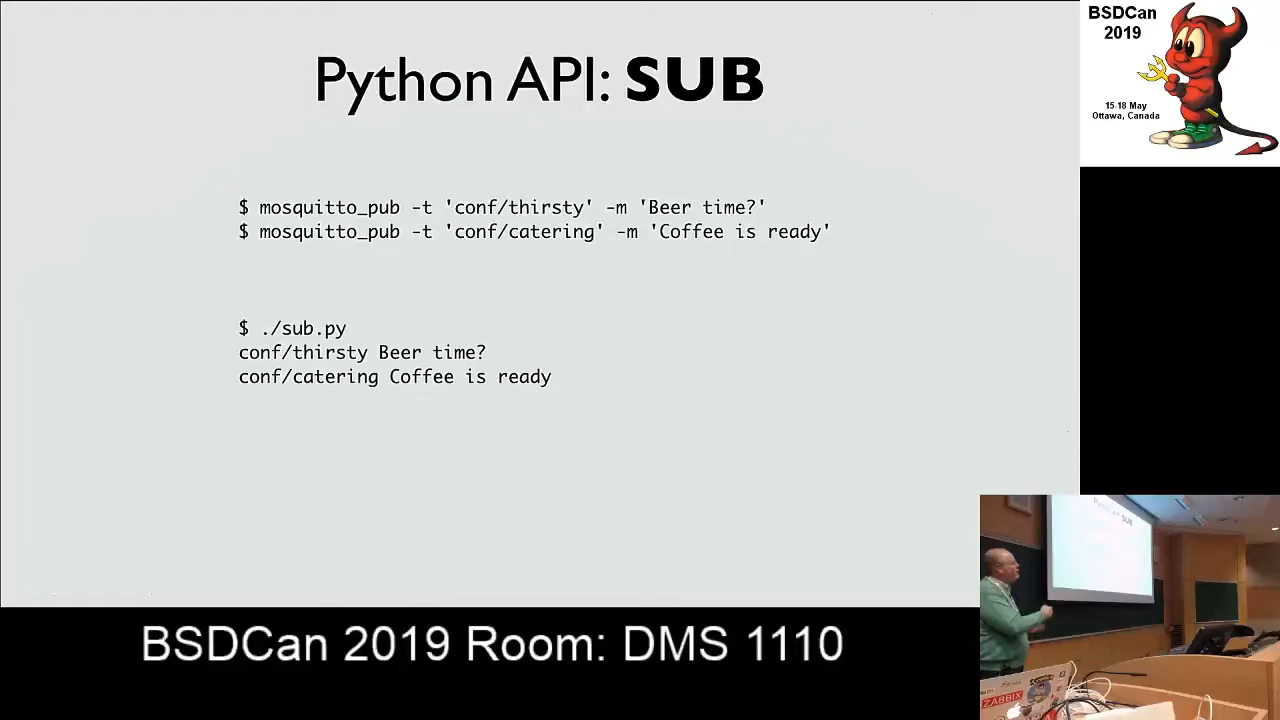 Python API: SUB
$ mosquitto_pub -t 'conf/thirsty' -m 'Beer time?'
$ mosquitto_pub -t 'conf/catering' -m 'Coffee is ready'
$ ./sub.py
conf/thirsty Beer time?
conf/catering Coffee is ready
BSDCan
2019
15-18 May
Ottawa, Canada
ZABBIX
BSDCan 2019 Room: DMS 1110